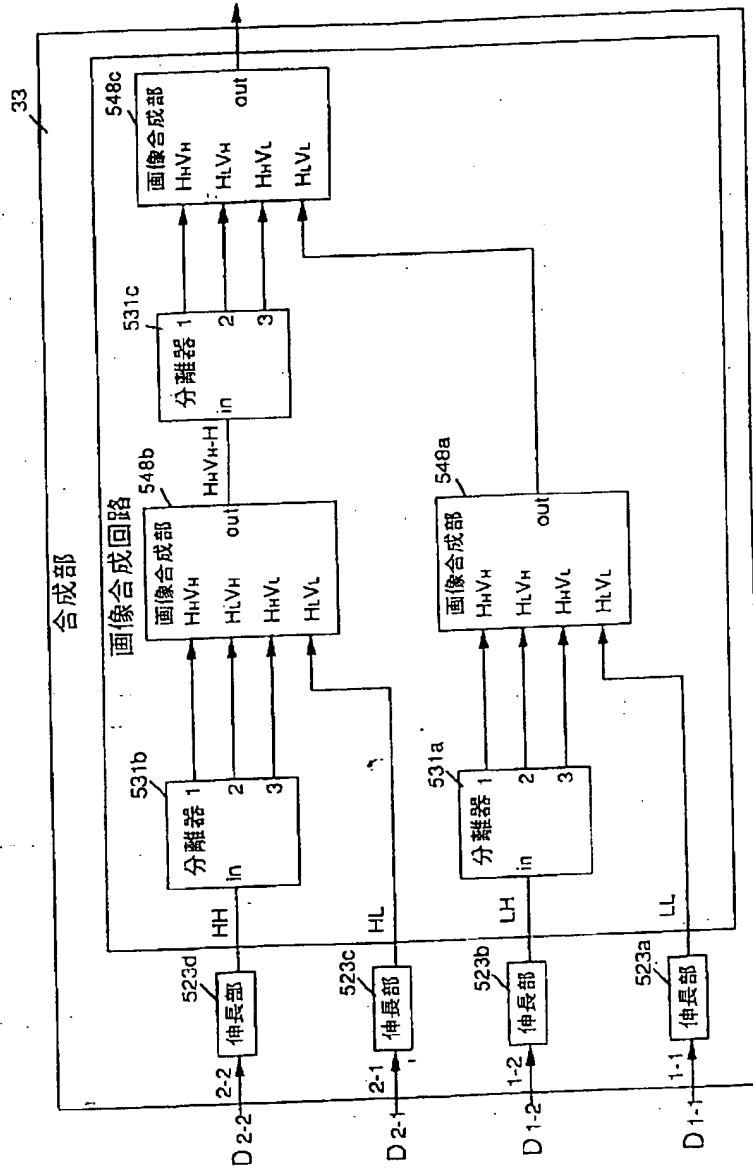 33
合成部
画像合成回路
D2-2
2-2
523d
伸長部
HH
531b
分離器
in
1
2
3
548b
画像合成部
HHVH
HLVH
HHVL
HLVL
out
HHVH-H
531c
分離器
in
1
2
3
548c
画像合成部
HHVH
HLVH
HHVL
HLVL
out
D2-1
2-1
523c
伸長部
HL
D1-2
1-2
523b
伸長部
LH
531a
分離器
in
1
2
3
548a
画像合成部
HHVH
HLVH
HHVL
HLVL
out
D1-1
1-1
523a
伸長部
LL